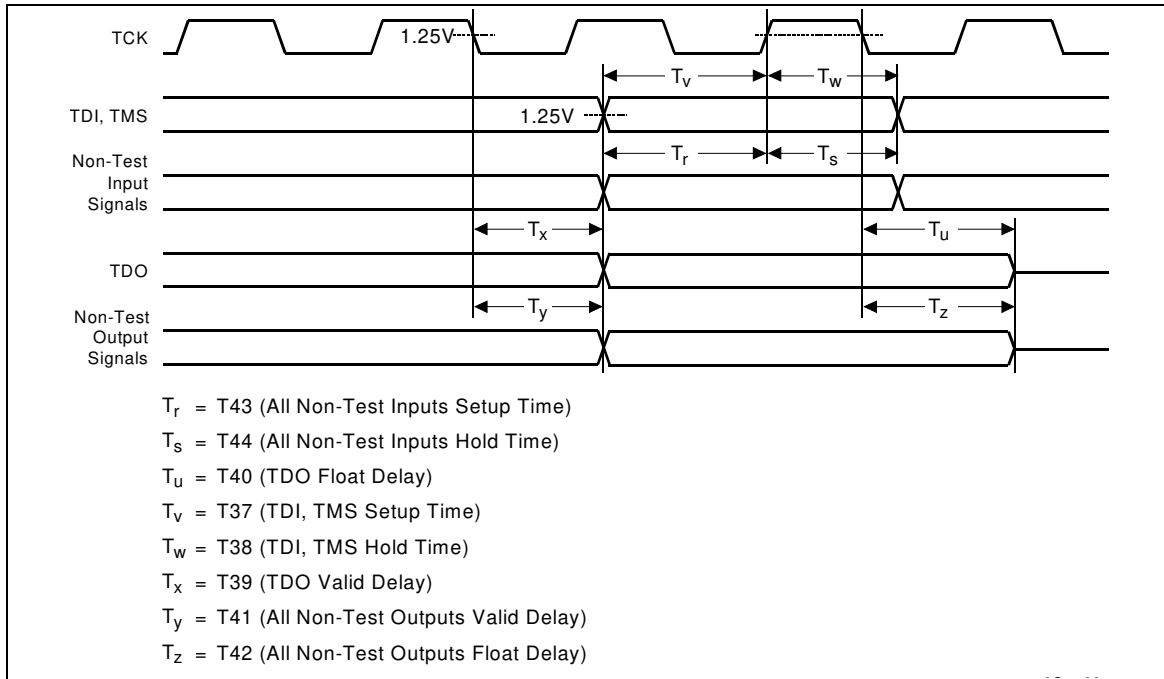 TCK
1.25V
Tv
Tw
TDI, TMS
1.25V
Tr
Ts
Non-Test
Input
Signals
Tx
Tu
TDO
Ty
Tz
Non-Test
Output
Signals
Tr = T43 (All Non-Test Inputs Setup Time)
Ts = T44 (All Non-Test Inputs Hold Time)
Tu = T40 (TDO Float Delay)
Tv = T37 (TDI, TMS Setup Time)
Tw = T38 (TDI, TMS Hold Time)
Tx = T39 (TDO Valid Delay)
Ty = T41 (All Non-Test Outputs Valid Delay)
Tz = T42 (All Non-Test Outputs Float Delay)